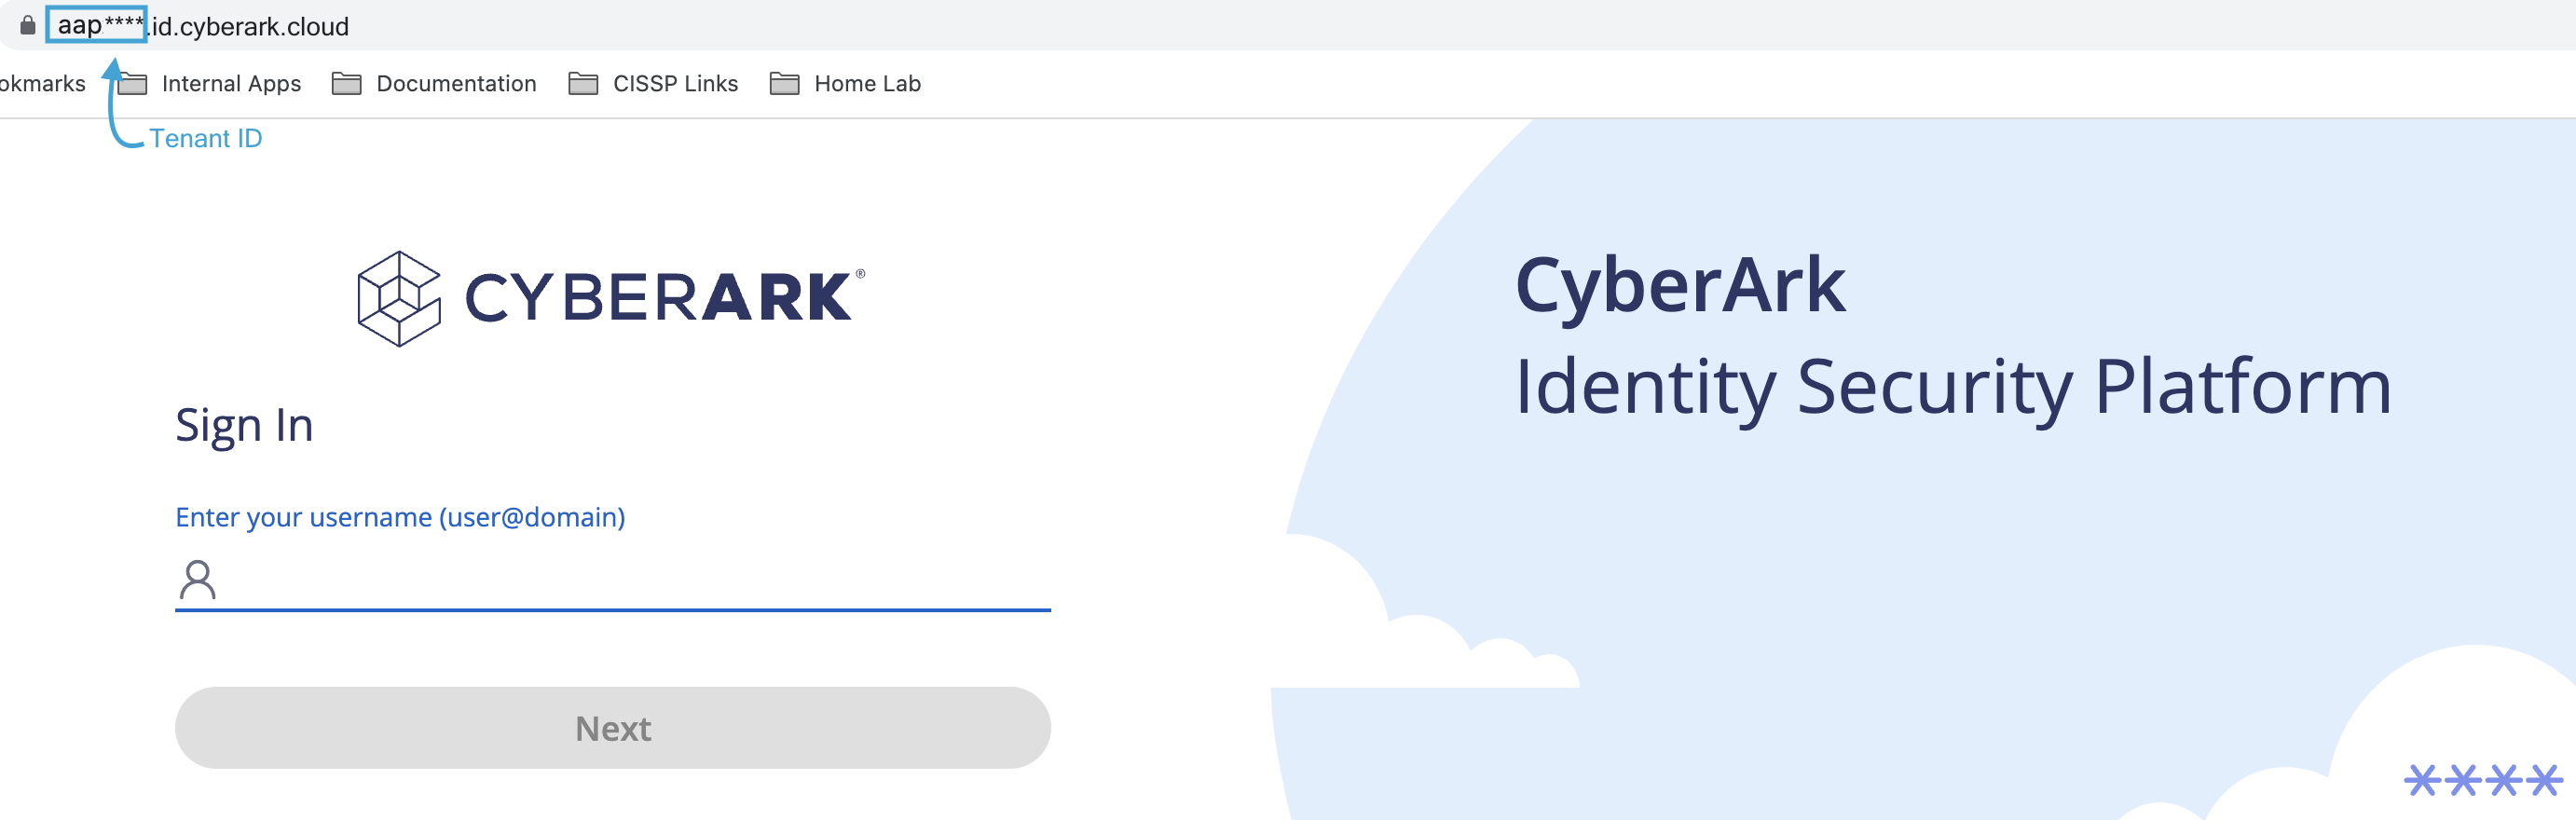 aap****.id.cyberark.cloud
okmarks Internal Apps Documentation CISSP Links Home Lab
Tenant ID
CYBERARK®
Sign In
Enter your username (user@domain)
Next
CyberArk
Identity Security Platform
****